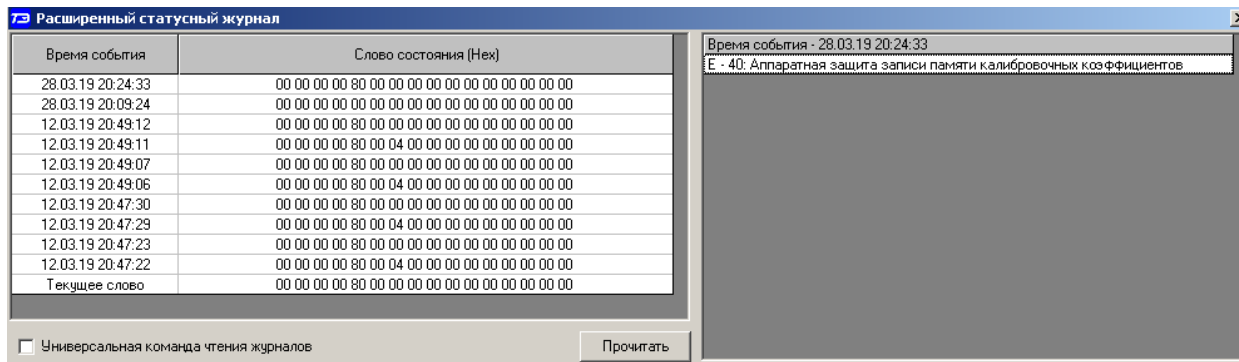 ТЭ Расширенный статусный журнал
Время события Слово состояния (Hex)
28.03.19 20:24:33 00 00 00 00 80 00 00 00 00 00 00 00 00 00 00 00
28.03.19 20:09:24 00 00 00 00 00 00 00 00 00 00 00 00 00 00 00 00
12.03.19 20:49:12 00 00 00 00 80 00 00 00 00 00 00 00 00 00 00 00
12.03.19 20:49:11 00 00 00 00 80 00 04 00 00 00 00 00 00 00 00 00
12.03.19 20:49:07 00 00 00 00 80 00 00 00 00 00 00 00 00 00 00 00
12.03.19 20:49:06 00 00 00 00 80 00 04 00 00 00 00 00 00 00 00 00
12.03.19 20:47:30 00 00 00 00 80 00 00 00 00 00 00 00 00 00 00 00
12.03.19 20:47:29 00 00 00 00 80 00 04 00 00 00 00 00 00 00 00 00
12.03.19 20:47:23 00 00 00 00 80 00 00 00 00 00 00 00 00 00 00 00
12.03.19 20:47:22 00 00 00 00 80 00 04 00 00 00 00 00 00 00 00 00
Текущее слово 00 00 00 00 80 00 00 00 00 00 00 00 00 00 00 00
Универсальная команда чтения журналов
Прочитать
Время события - 28.03.19 20:24:33
E - 40: Аппаратная защита записи памяти калибровочных коэффициентов